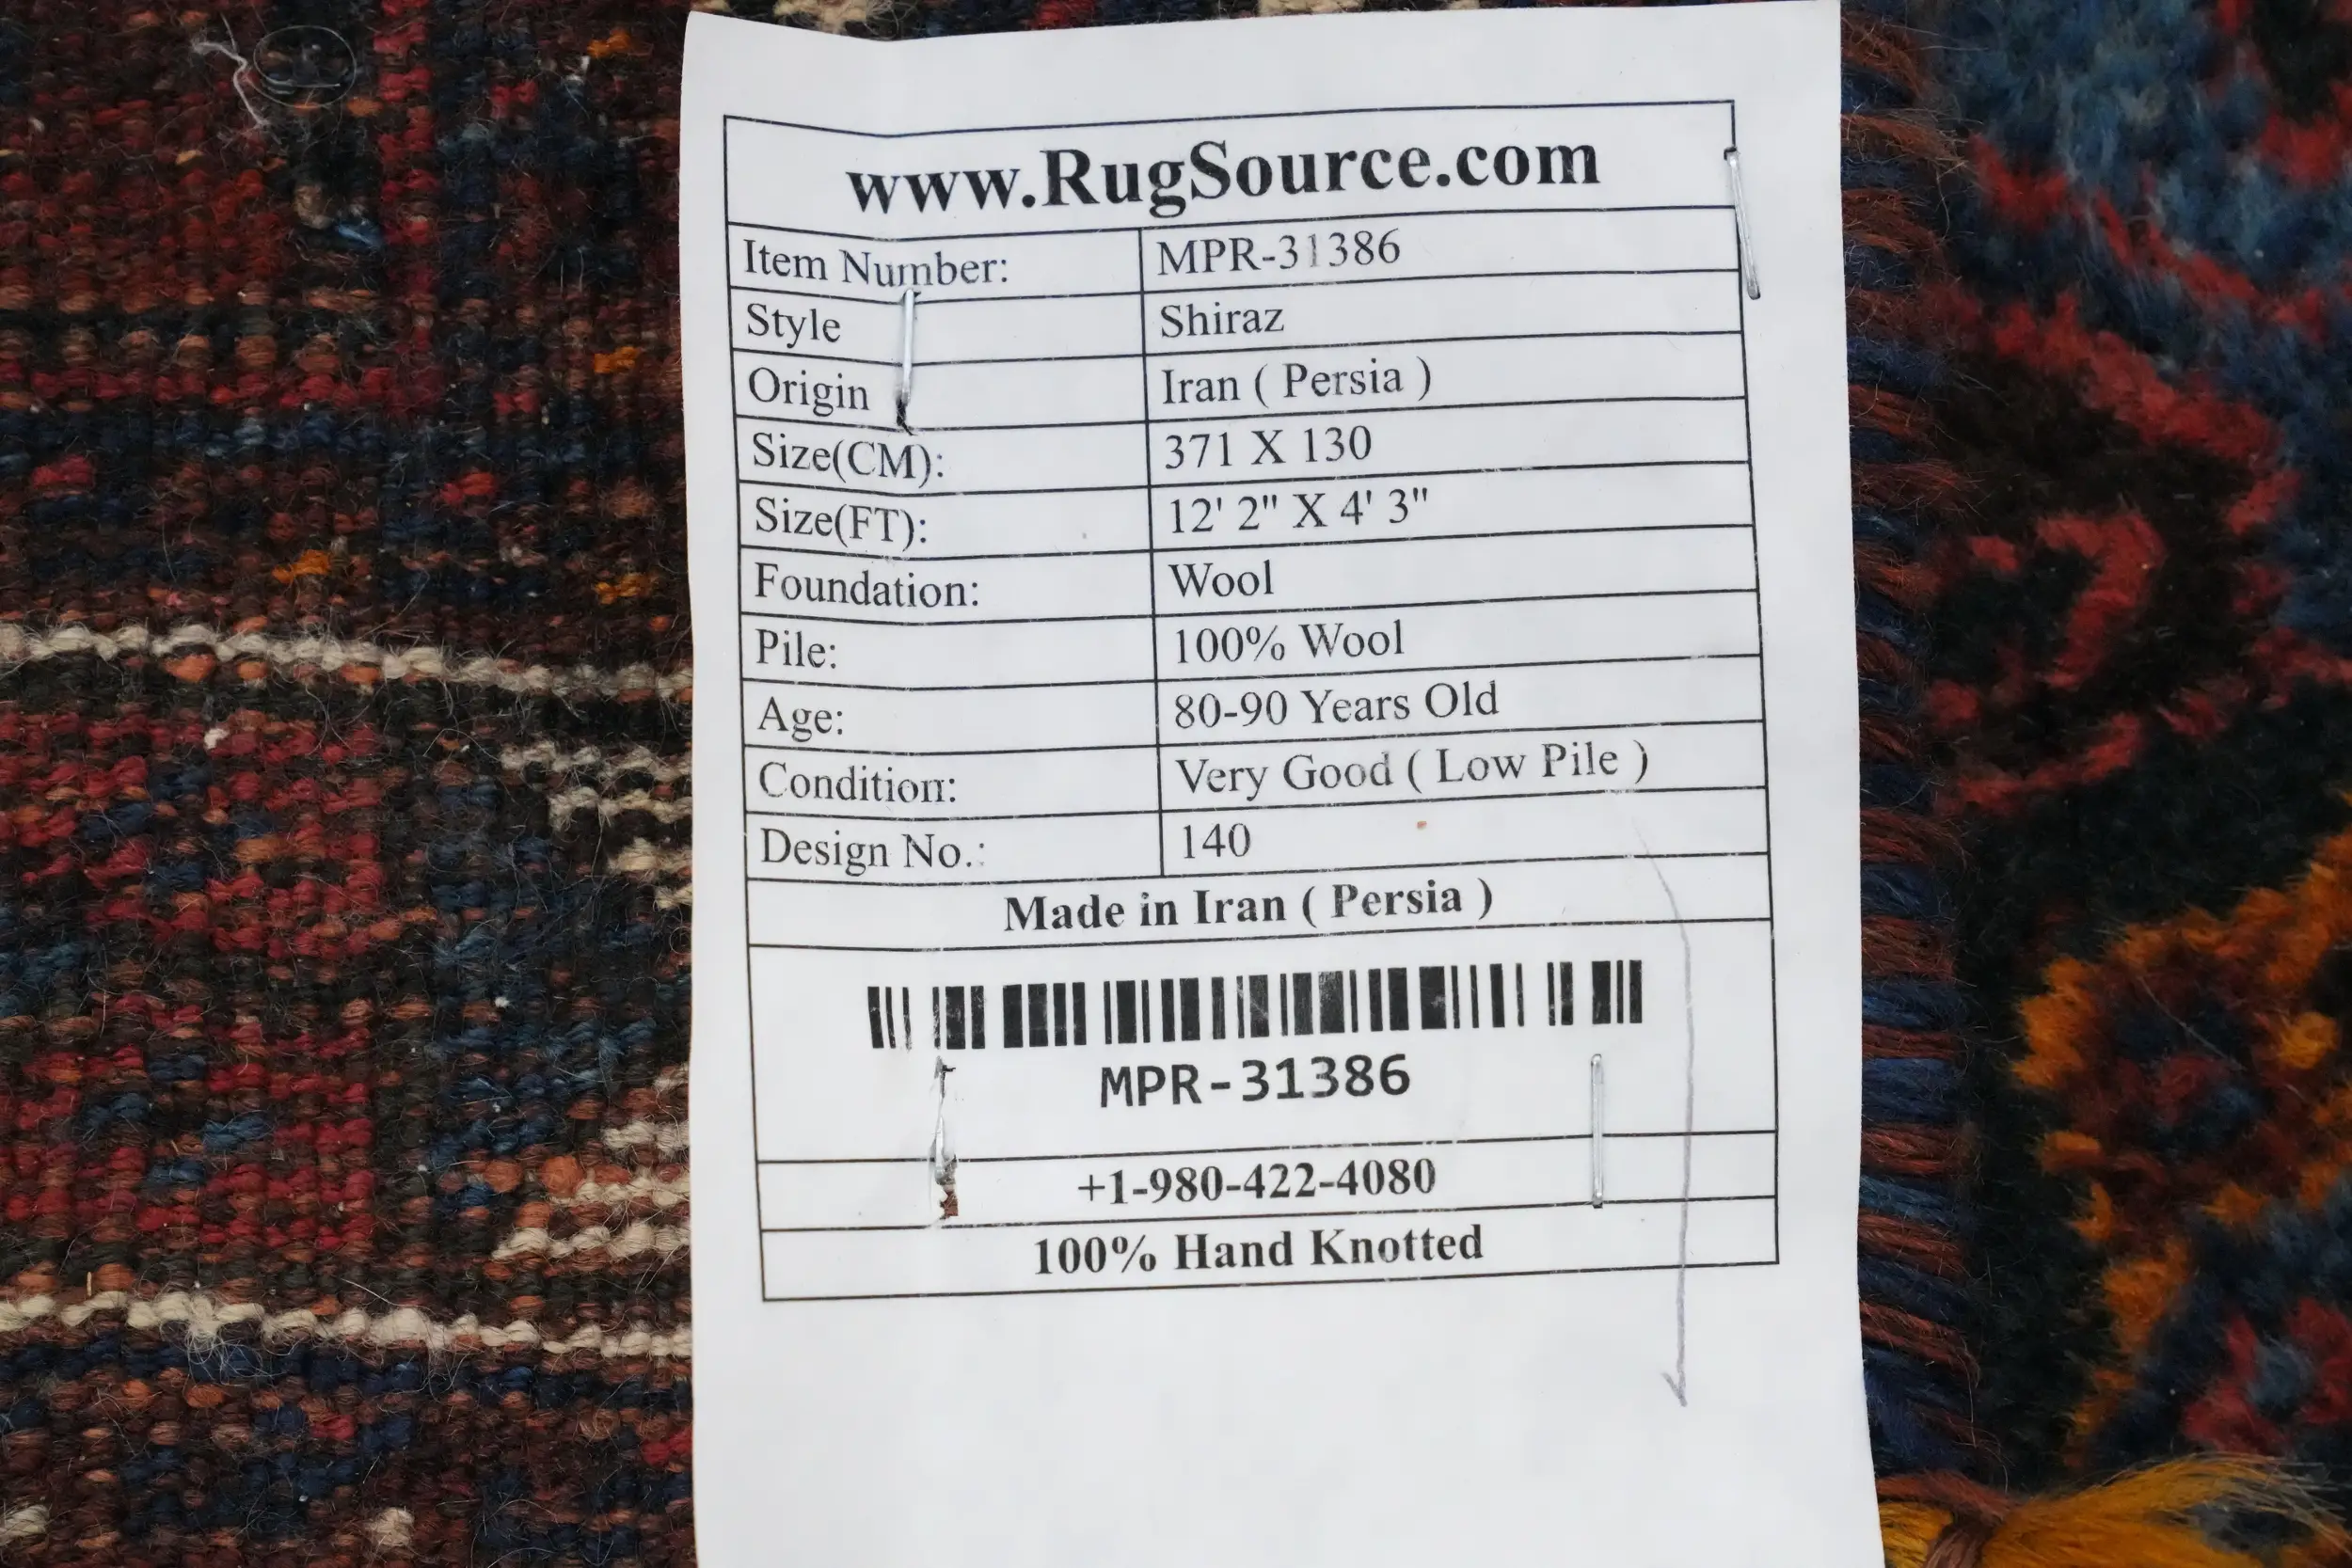 www.RugSource.com
Item Number: MPR-31386
Style Shiraz
Origin Iran ( Persia )
Size(CM): 371 X 130
Size(FT): 12' 2" X 4' 3"
Foundation: Wool
Pile: 100% Wool
Age: 80-90 Years Old
Condition: Very Good ( Low Pile )
Design No.: 140
Made in Iran ( Persia )
MPR-31386
+1-980-422-4080
100% Hand Knotted